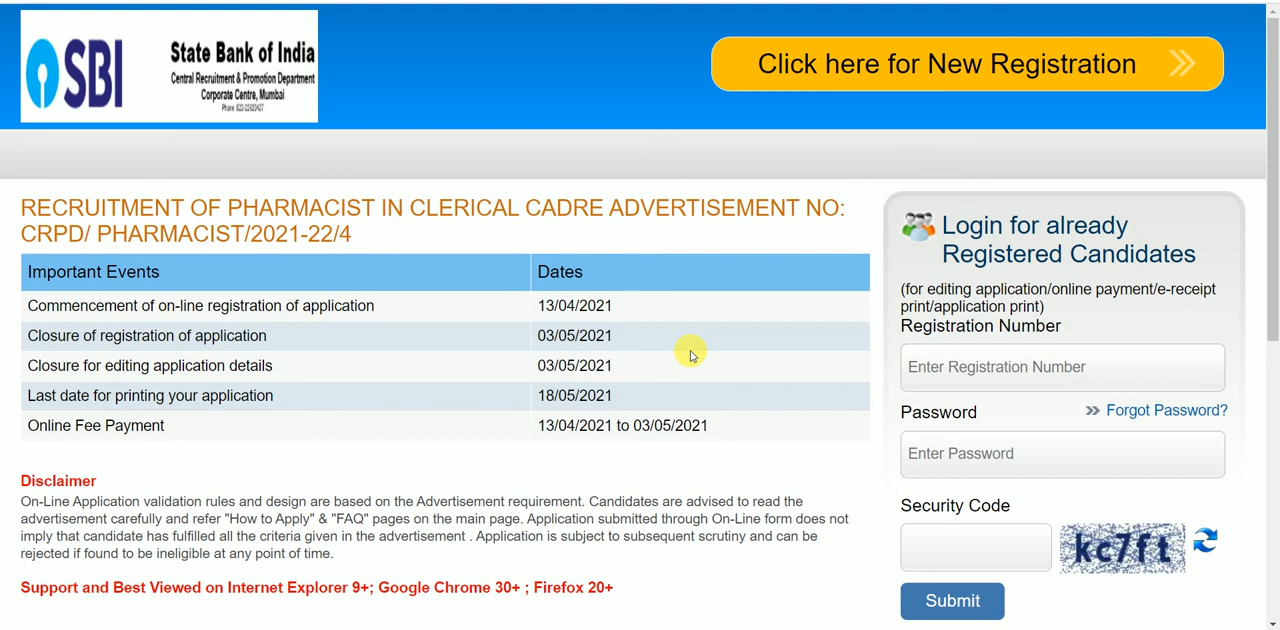 SBI
State Bank of India
Central Recruitment & Promotion Department
Corporate Centre, Mumbai
Click here for New Registration
RECRUITMENT OF PHARMACIST IN CLERICAL CADRE ADVERTISEMENT NO:
CRPD/ PHARMACIST/2021-22/4
Important Events Dates
Commencement of on-line registration of application 13/04/2021
Closure of registration of application 03/05/2021
Closure for editing application details 03/05/2021
Last date for printing your application 18/05/2021
Online Fee Payment 13/04/2021 to 03/05/2021
Disclaimer
On-Line Application validation rules and design are based on the Advertisement requirement. Candidates are advised to read the
advertisement carefully and refer "How to Apply" & "FAQ" pages on the main page. Application submitted through On-Line form does not
imply that candidate has fulfilled all the criteria given in the advertisement . Application is subject to subsequent scrutiny and can be
rejected if found to be ineligible at any point of time.
Support and Best Viewed on Internet Explorer 9+; Google Chrome 30+ ; Firefox 20+
Login for already
Registered Candidates
(for editing application/online payment/e-receipt
print/application print)
Registration Number
Enter Registration Number
Password » Forgot Password?
Enter Password
Security Code
kc7ft
Submit